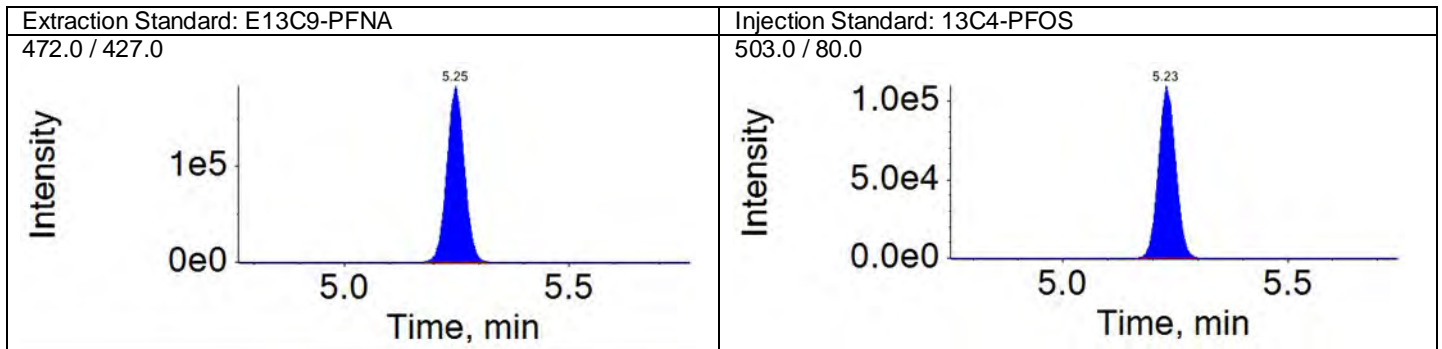 Extraction Standard: E13C9-PFNA
472.0 / 427.0
5.25
Intensity
1e5
0e0
5.0 5.5
Time, min
Injection Standard: 13C4-PFOS
503.0 / 80.0
5.23
Intensity
1.0e5
5.0e4
0.0e0
5.0 5.5
Time, min